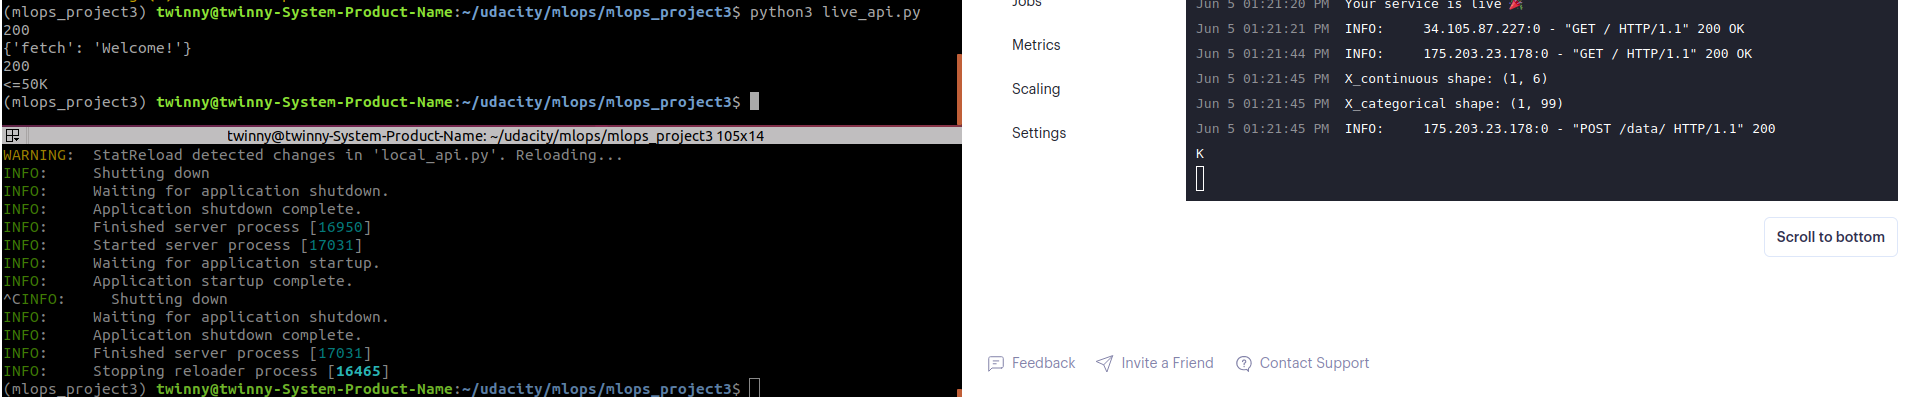 (mlops_project3) twinny@twinny-System-Product-Name:~/udacity/mlops/mlops_project3$ python3 live_api.py
200
{'fetch': 'Welcome!'}
200
<=50K
(mlops_project3) twinny@twinny-System-Product-Name:~/udacity/mlops/mlops_project3$
twinny@twinny-System-Product-Name: ~/udacity/mlops/mlops_project3 105x14
WARNING:  StatReload detected changes in 'local_api.py'. Reloading...
INFO:     Shutting down
INFO:     Waiting for application shutdown.
INFO:     Application shutdown complete.
INFO:     Finished server process [16950]
INFO:     Started server process [17031]
INFO:     Waiting for application startup.
INFO:     Application startup complete.
^CINFO:     Shutting down
INFO:     Waiting for application shutdown.
INFO:     Application shutdown complete.
INFO:     Finished server process [17031]
INFO:     Stopping reloader process [16465]
(mlops_project3) twinny@twinny-System-Product-Name:~/udacity/mlops/mlops_project3$
Jobs
Metrics
Scaling
Settings
Jun 5 01:21:20 PM  Your service is live 🎉
Jun 5 01:21:21 PM  INFO:     34.105.87.227:0 - "GET / HTTP/1.1" 200 OK
Jun 5 01:21:44 PM  INFO:     175.203.23.178:0 - "GET / HTTP/1.1" 200 OK
Jun 5 01:21:45 PM  X_continuous shape: (1, 6)
Jun 5 01:21:45 PM  X_categorical shape: (1, 99)
Jun 5 01:21:45 PM  INFO:     175.203.23.178:0 - "POST /data/ HTTP/1.1" 200
K
Scroll to bottom
Feedback
Invite a Friend
Contact Support